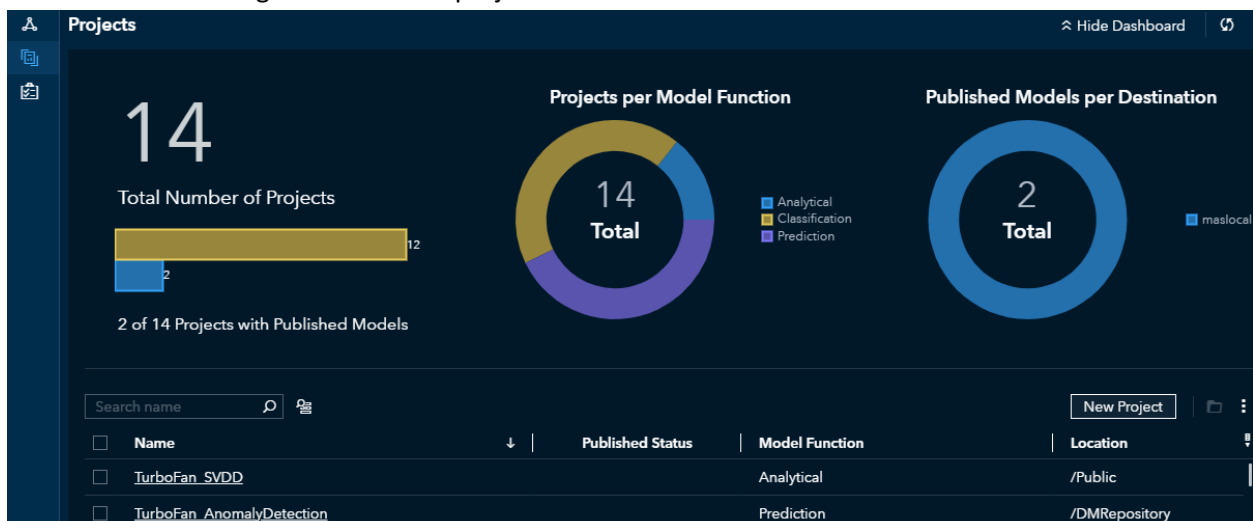 Projects
Hide Dashboard
14
Total Number of Projects
12
2
2 of 14 Projects with Published Models
Projects per Model Function
14
Total
Analytical
Classification
Prediction
Published Models per Destination
2
Total
maslocal
Search name
New Project
Name
Published Status
Model Function
Location
TurboFan_SVDD
Analytical
/Public
TurboFan_AnomalyDetection
Prediction
/DMRepository